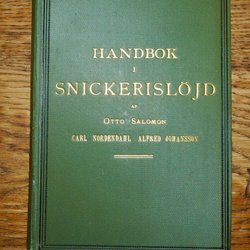 HANDBOK
I
SNICKERISLÖJD
AF
OTTO SALOMON
CARL NORDENDAHL ALFRED JOHANSSON